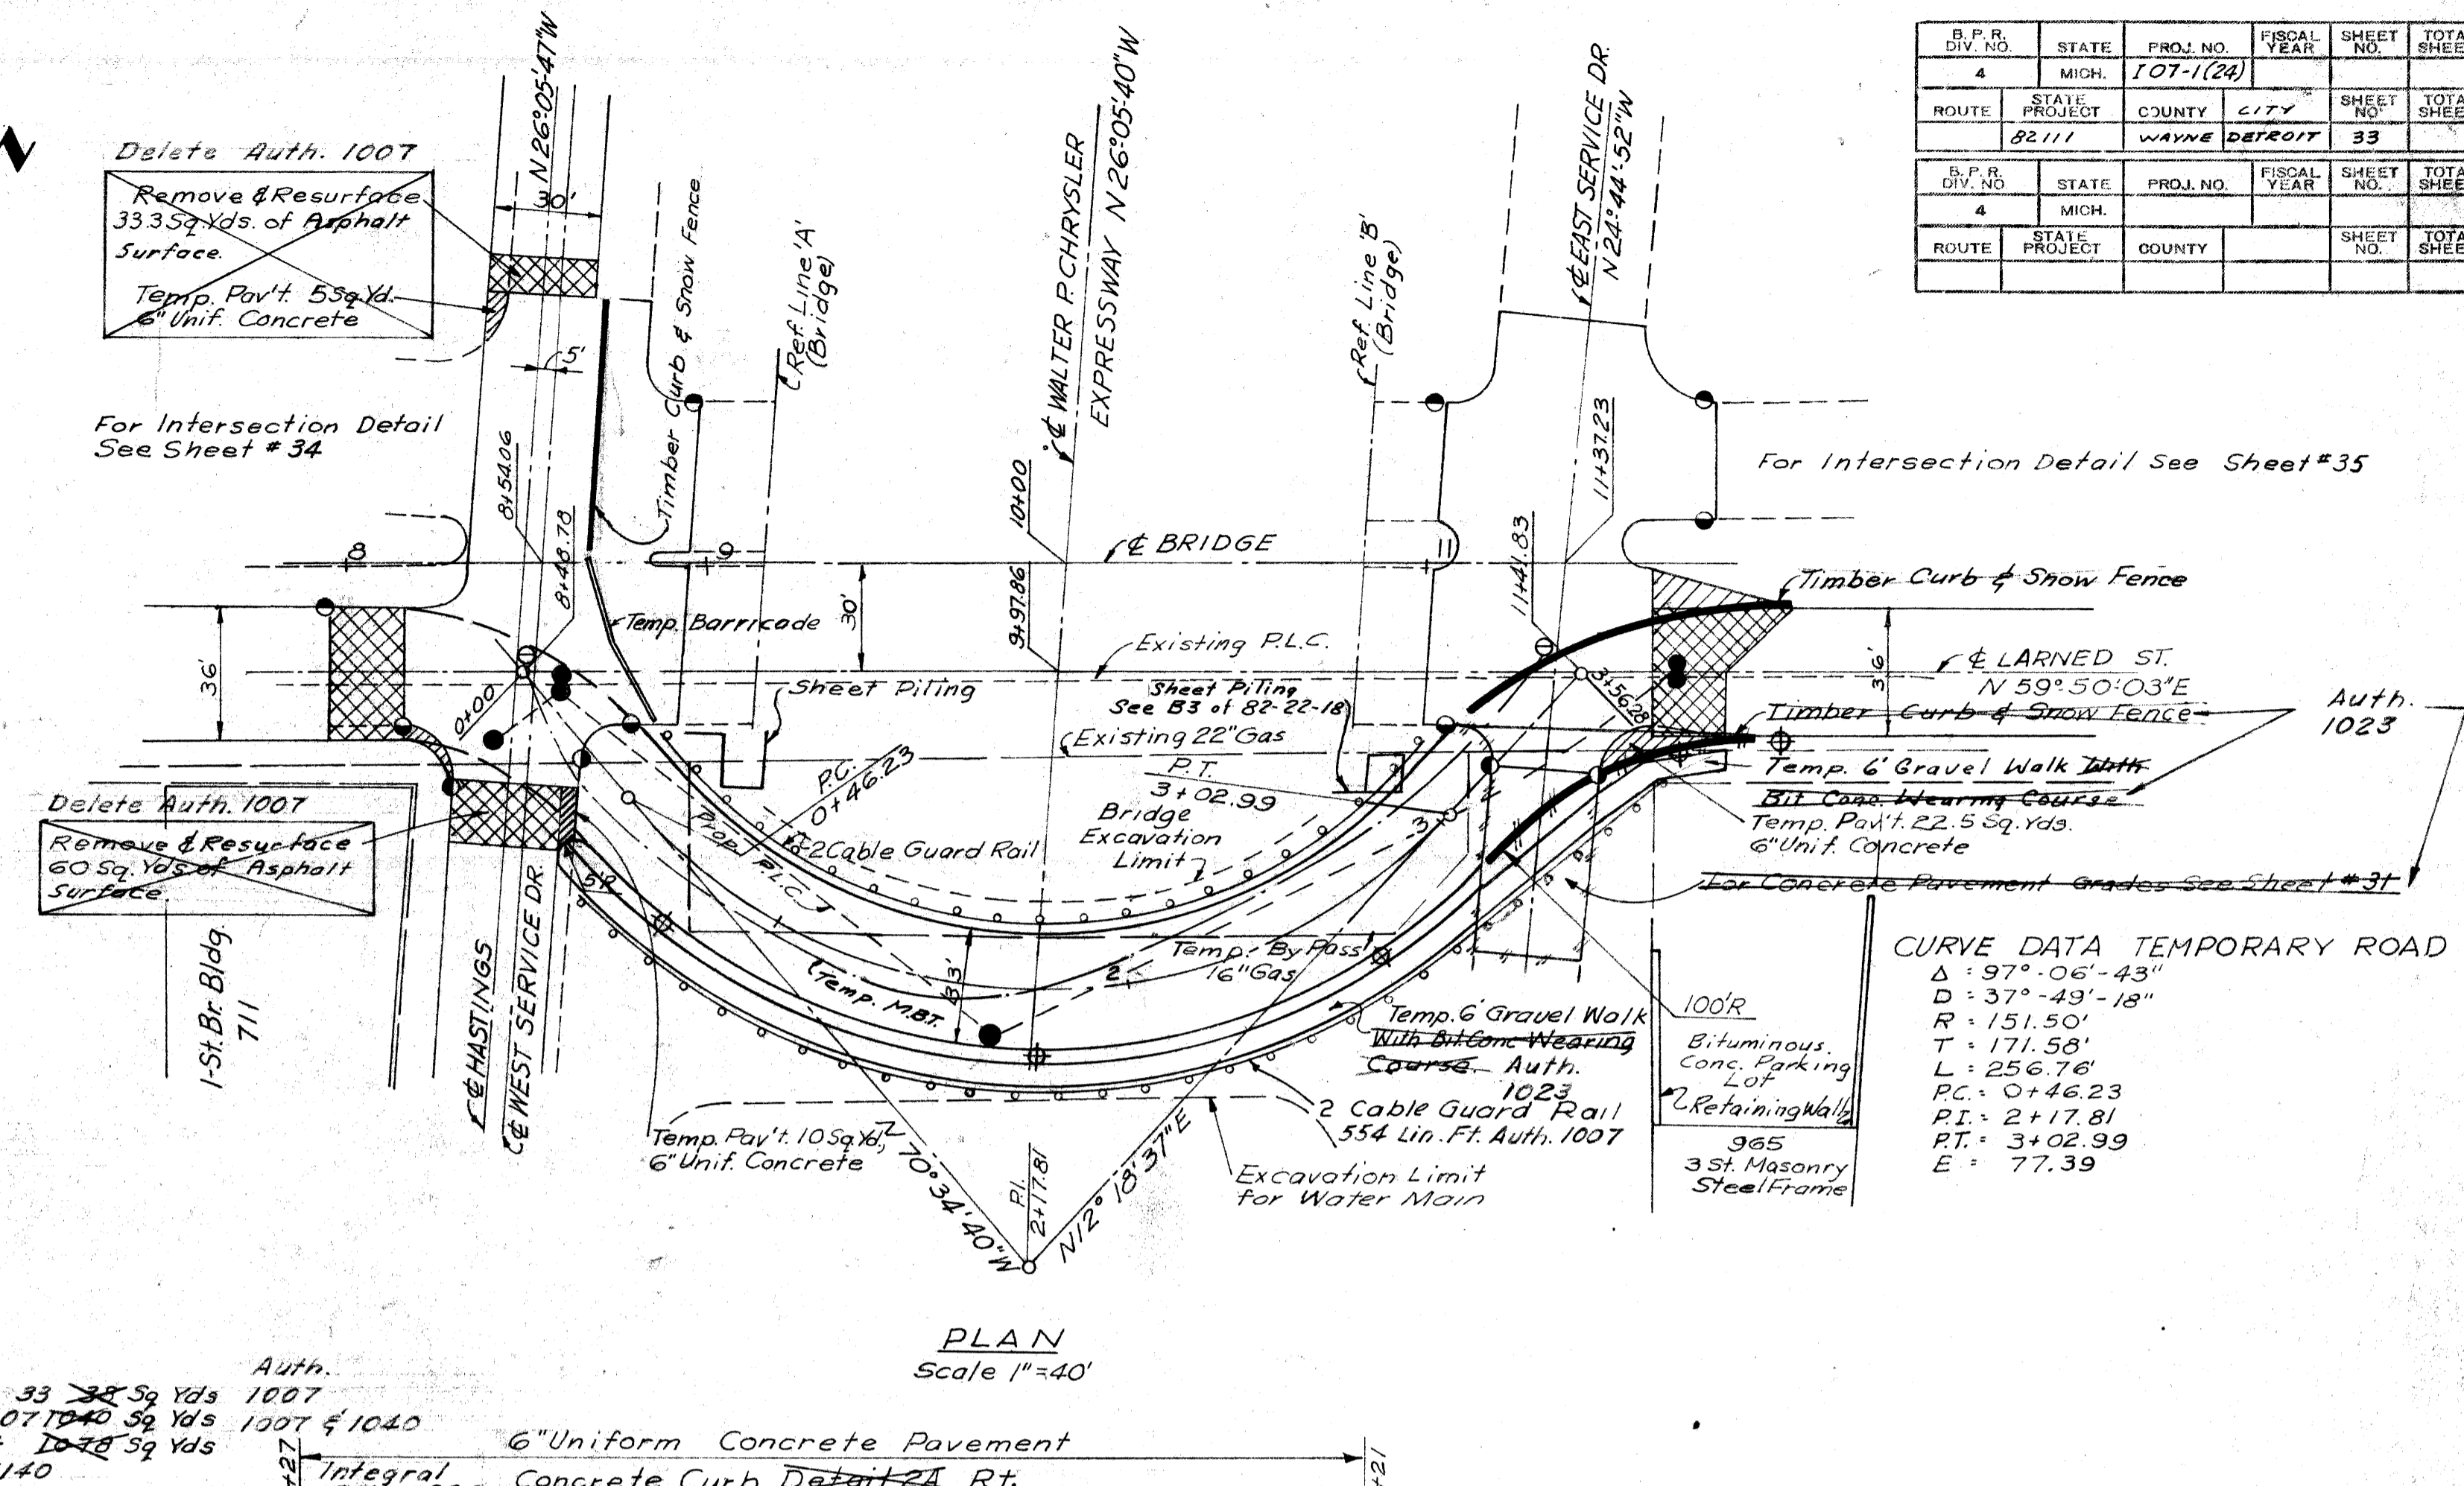 B.P.R. DIV. NO. STATE PROJ. NO. FISCAL YEAR SHEET NO. TOTA SHEE
4 MICH. I 07-1(24)
ROUTE STATE PROJECT COUNTY CITY SHEET NO. TOTA SHEE
82111 WAYNE DETROIT 33
B.P.R. DIV. NO STATE PROJ. NO. FISCAL YEAR SHEET NO. TOTA SHEE
4 MICH.
ROUTE STATE PROJECT COUNTY SHEET NO. TOTA SHEE
N
Delete Auth. 1007
Remove & Resurface
333 Sq. Yds. of Asphalt
Surface.
Temp. Pav't. 5 Sq Yd.
6" Unif. Concrete
N 26°05'47"W
30'
5'
Timber Curb & Snow Fence
Ref. Line 'A'
(Bridge)
℄ WALTER P. CHRYSLER
EXPRESSWAY N 26°05'40"W
Ref. Line 'B'
(Bridge)
℄ EAST SERVICE DR.
N 24°44'52"W
For Intersection Detail
See Sheet #34
For Intersection Detail See Sheet #35
8+54.06
8+48.78
10+00
9+97.86
11+37.23
11+41.83
8
9
℄ BRIDGE
30'
Temp. Barricade
Existing P.L.C.
Timber Curb & Snow Fence
36'
36'
℄ LARNED ST.
N 59°50'03"E
0+00
3+56.28
Sheet Piling
Sheet Piling
See B3 of 82-22-18
Existing 22" Gas
Timber Curb & Snow Fence
Auth.
1023
P.C.
0+46.23
P.T.
3+02.99
Bridge
Excavation
Limit
Temp. 6' Gravel Walk With
Bit Conc. Wearing Course
Temp. Pav't. 22.5 Sq. Yds.
6" Unif. Concrete
For Concrete Pavement Grades See Sheet #31
Delete Auth. 1007
Remove & Resurface
60 Sq. Yds of Asphalt
Surface.
Prop. P.L.C.
2 Cable Guard Rail
3
5'R
1-St. Br. Bldg.
711
℄ HASTINGS
℄ WEST SERVICE DR.
Temp. M.B.T.
33'
2
Temp. By Pass
16" Gas
Temp. 6' Gravel Walk
With Bit Conc Wearing
Course. Auth.
1023
2 Cable Guard Rail
554 Lin. Ft. Auth. 1007
100'R
Bituminous.
Conc. Parking
Lot
Retaining Wall
965
3 St. Masonry
Steel Frame
CURVE DATA TEMPORARY ROAD
Δ : 97°-06'-43"
D : 37°-49'-18"
R : 151.50'
T : 171.58'
L : 256.76'
P.C. : 0+46.23
P.I. : 2+17.81
P.T. : 3+02.99
E : 77.39
Temp. Pav't. 10 Sq. Yd.
6" Unif. Concrete
70°34'40"W
P.I.
2+17.81
N12°18'37"E
Excavation Limit
for Water Main
PLAN
Scale 1"=40'
Auth.
33 38 Sq Yds 1007
07 1040 Sq Yds 1007 & 1040
1078 Sq Yds
140
+27
6" Uniform Concrete Pavement
+21
Integral
Concrete Curb Detail 2A Rt.